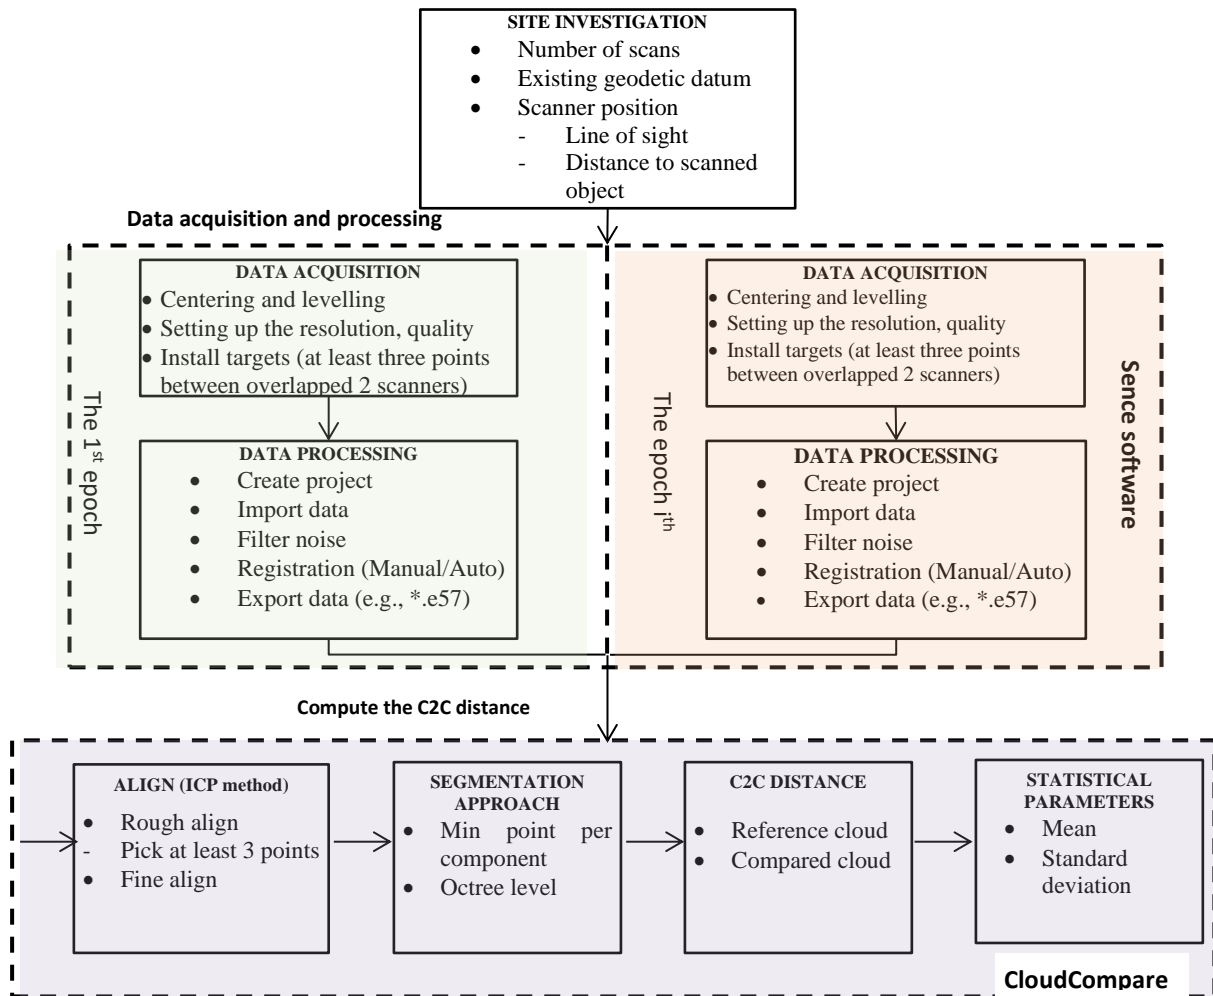 SITE INVESTIGATION
• Number of scans
• Existing geodetic datum
• Scanner position
- Line of sight
- Distance to scanned
object
Data acquisition and processing
The 1st epoch
DATA ACQUISITION
• Centering and levelling
• Setting up the resolution, quality
• Install targets (at least three points
between overlapped 2 scanners)
DATA PROCESSING
• Create project
• Import data
• Filter noise
• Registration (Manual/Auto)
• Export data (e.g., *.e57)
The epoch ith
DATA ACQUISITION
• Centering and levelling
• Setting up the resolution, quality
• Install targets (at least three points
between overlapped 2 scanners)
DATA PROCESSING
• Create project
• Import data
• Filter noise
• Registration (Manual/Auto)
• Export data (e.g., *.e57)
Sence software
Compute the C2C distance
ALIGN (ICP method)
• Rough align
- Pick at least 3 points
• Fine align
SEGMENTATION
APPROACH
• Min point per
component
• Octree level
C2C DISTANCE
• Reference cloud
• Compared cloud
STATISTICAL
PARAMETERS
• Mean
• Standard
deviation
CloudCompare